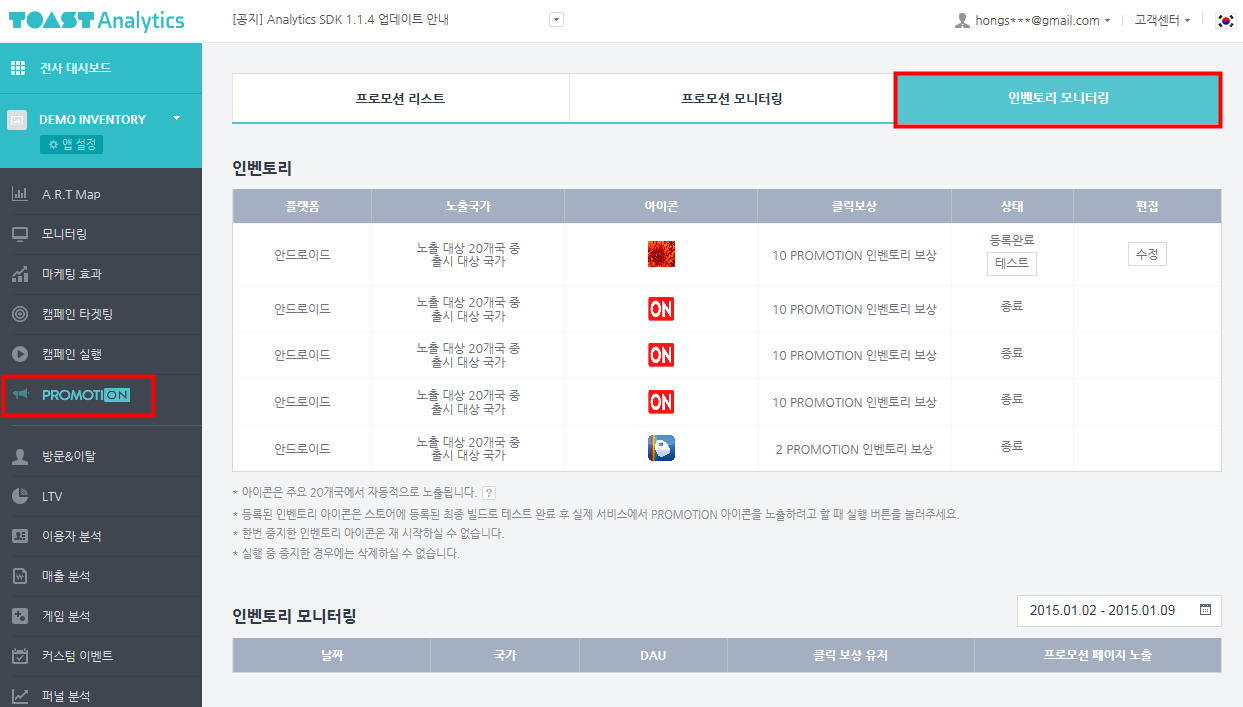 TOAST Analytics
[공지] Analytics SDK 1.1.4 업데이트 안내
hongs***@gmail.com
고객센터
전사 대시보드
DEMO INVENTORY
앱 설정
A.R.T Map
모니터링
마케팅 효과
캠페인 타겟팅
캠페인 실행
PROMOTION
방문&이탈
LTV
이용자 분석
매출 분석
게임 분석
커스텀 이벤트
퍼널 분석
프로모션 리스트
프로모션 모니터링
인벤토리 모니터링
인벤토리
플랫폼 노출국가 아이콘 클릭보상 상태 편집
안드로이드
노출 대상 20개국 중
출시 대상 국가
10 PROMOTION 인벤토리 보상
등록완료
테스트
수정
안드로이드
노출 대상 20개국 중
출시 대상 국가
ON
10 PROMOTION 인벤토리 보상
종료
안드로이드
노출 대상 20개국 중
출시 대상 국가
ON
10 PROMOTION 인벤토리 보상
종료
안드로이드
노출 대상 20개국 중
출시 대상 국가
ON
10 PROMOTION 인벤토리 보상
종료
안드로이드
노출 대상 20개국 중
출시 대상 국가
2 PROMOTION 인벤토리 보상
종료
* 아이콘은 주요 20개국에서 자동적으로 노출됩니다. ?
* 등록된 인벤토리 아이콘은 스토어에 등록된 최종 빌드로 테스트 완료 후 실제 서비스에서 PROMOTION 아이콘을 노출하려고 할 때 실행 버튼을 눌러주세요.
* 한번 중지한 인벤토리 아이콘은 재 시작하실 수 없습니다.
* 실행 중 중지한 경우에는 삭제하실 수 없습니다.
인벤토리 모니터링
2015.01.02 - 2015.01.09
날짜 국가 DAU 클릭 보상 유저 프로모션 페이지 노출